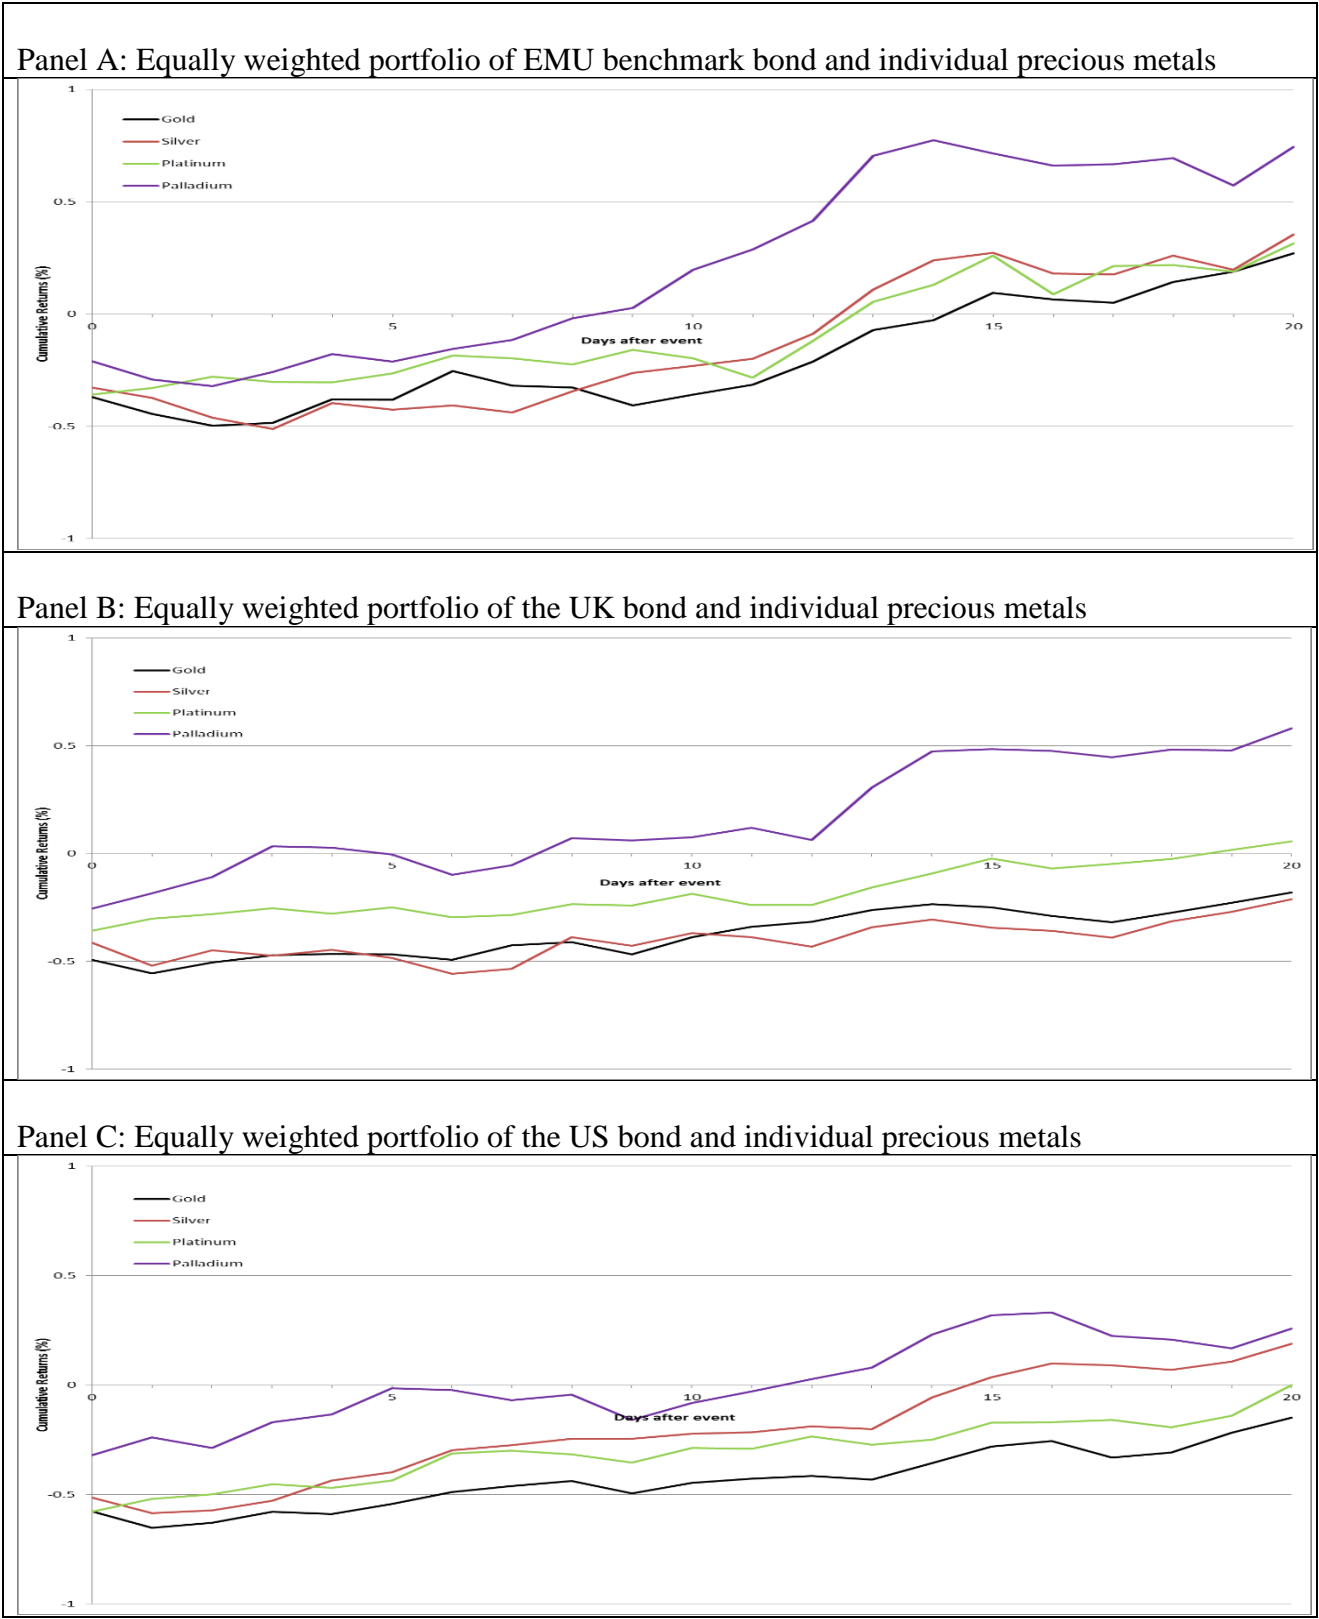 Panel A: Equally weighted portfolio of EMU benchmark bond and individual precious metals
1
Gold
Silver
Platinum
Palladium
0.5
Cumulative Returns (%)
0
0 5 10 15 20
Days after event
-0.5
-1
Panel B: Equally weighted portfolio of the UK bond and individual precious metals
1
Gold
Silver
Platinum
Palladium
0.5
Cumulative Returns (%)
0
0 5 10 15 20
Days after event
-0.5
-1
Panel C: Equally weighted portfolio of the US bond and individual precious metals
1
Gold
Silver
Platinum
Palladium
0.5
Cumulative Returns (%)
0
0 5 10 15 20
Days after event
-0.5
-1